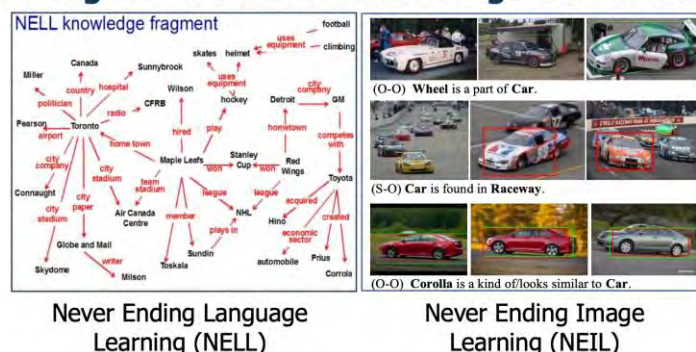 NELL knowledge fragment
football
uses
equipment
climbing
skates
helmet
Canada
Sunnybrook
Miller
uses
equipment
city
company
country
hospital
Wilson
politician
CFRB
hockey
Detroit
GM
radio
Pearson
Toronto
hired
play
hometown
competes
with
airport
home town
city
company
Maple Leafs
Stanley
Cup
Red
Wings
won
won
Toyota
city
stadium
team
stadium
league
league
acquired
Connaught
city
paper
Air Canada
Centre
member
NHL
Hino
created
city
stadium
plays in
economic
sector
Globe and Mail
Sundin
Prius
Skydome
writer
Toskala
automobile
Milson
Corrola
Never Ending Language
Learning (NELL)
(O-O) Wheel is a part of Car.
(S-O) Car is found in Raceway.
(O-O) Corolla is a kind of/looks similar to Car.
Never Ending Image
Learning (NEIL)